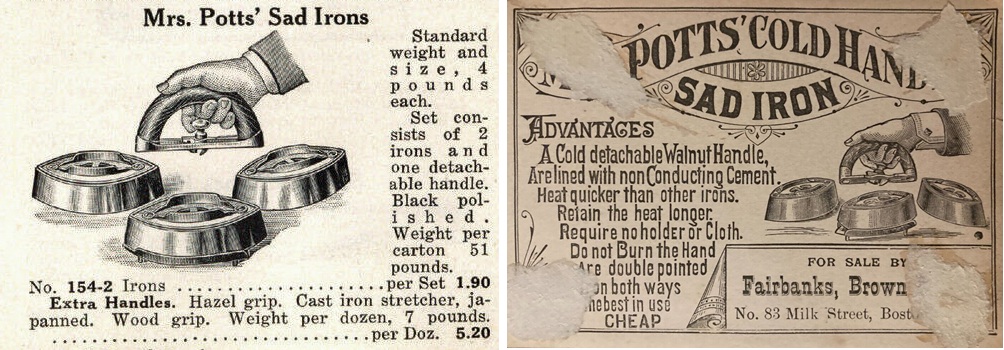 Mrs. Potts' Sad Irons
Standard
weight and
size, 4
pounds
each.
Set con-
sists of 2
irons and
one detach-
able handle.
Black pol-
ished.
Weight per
carton 51
pounds.
No. 154-2 Irons ..............................per Set 1.90
Extra Handles. Hazel grip. Cast iron stretcher, ja-
panned. Wood grip. Weight per dozen, 7 pounds.
..........................................per Doz. 5.20
POTTS' COLD HAND
SAD IRON
ADVANTAGES
A Cold detachable Walnut Handle,
Are lined with non Conducting Cement.
Heat quicker than other irons.
Retain the heat longer.
Require no holder or Cloth.
Do not Burn the Hand
Are double pointed
on both ways
best in use
CHEAP
FOR SALE BY
Fairbanks, Brown
No. 83 Milk Street, Bost